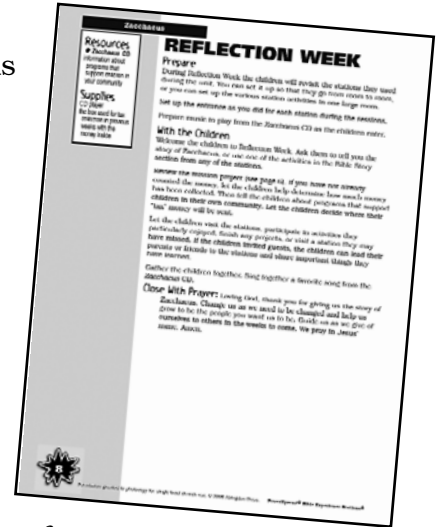 Zacchaeus
Resources
Zacchaeus CD
information about
programs that
support children in
your community
Supplies
CD player
the box used for tax
collection in previous
weeks with the
money inside
REFLECTION WEEK
Prepare
During Reflection Week the children will revisit the stations they used
during the unit. You can set it up so that they go from room to room,
or you can set up the various station activities in one large room.
Set up the entrance as you did for each station during the sessions.
Prepare music to play from the Zacchaeus CD as the children enter.
With the Children
Welcome the children to Reflection Week. Ask them to tell you the
story of Zacchaeus, or use one of the activities in the Bible Story
section from any of the stations.
Review the missions project (see page 6). If you have not already
counted the money, let the children help determine how much money
has been collected. Then tell the children about programs that support
children in their own community. Let the children decide where their
"tax" money will be sent.
Let the children visit the stations, participate in activities they
particularly enjoyed, finish any projects, or visit a station they may
have missed. If the children invited guests, the children can lead their
parents or friends to the stations and share important things they
have learned.
Gather the children together. Sing together a favorite song from the
Zacchaeus CD.
Close With Prayer: Loving God, thank you for giving us the story of
Zacchaeus. Change us as we need to be changed and help us
grow to be the people you want us to be. Guide us as we give of
ourselves to others in the weeks to come. We pray in Jesus'
name. Amen.
8